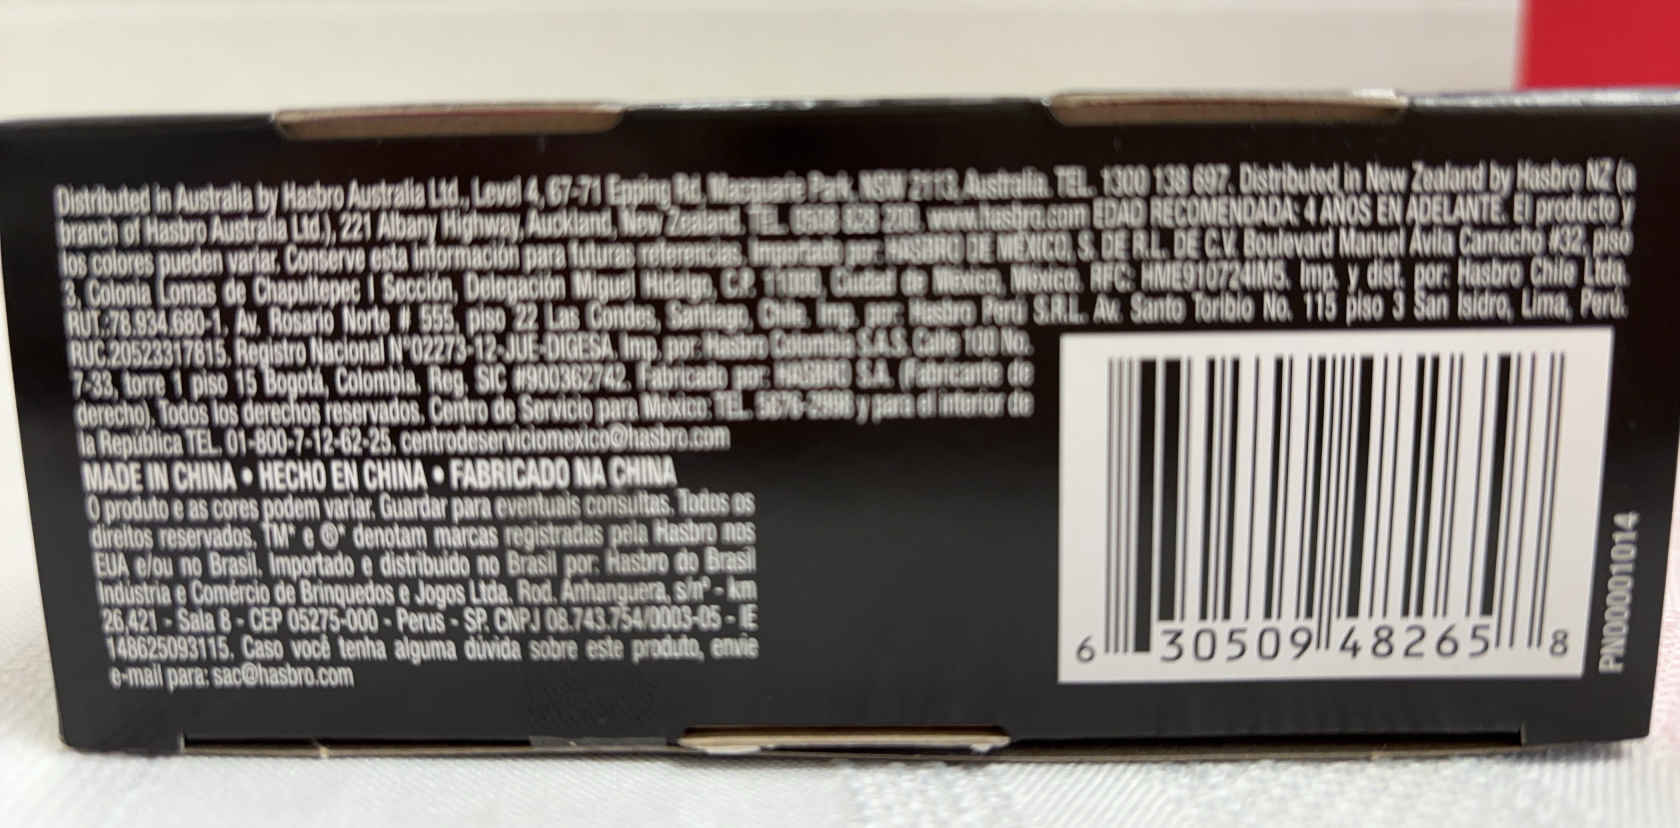 Distributed in Australia by Hasbro Australia Ltd., Level 4, 67-71 Epping Rd. Macquarie Park, NSW 2113, Australia. TEL. 1300 138 697. Distributed in New Zealand by Hasbro NZ (a
branch of Hasbro Australia Ltd.), 221 Albany Highway, Auckland, New Zealand. TEL. www.hasbro.com EDAD RECOMENDADA: 4 AÑOS EN ADELANTE. El producto y
los colores pueden variar. Conserve esta información para futuras referencias. Importado por: HASBRO DE MEXICO, S. DE R.L. DE C.V. Boulevard Manuel Ávila Camacho #32, piso
3, Colonia Lomas de Chapultepec I Sección, Delegación Miguel Hidalgo, C.P. 11000, Ciudad de México, México. RFC: HME910724IM5. Imp. y dist. por: Hasbro Chile Ltda.
RUT:78.934.680-1, Av. Rosario Norte # 555, piso 22 Las Condes, Santiago, Chile. Imp. por: Hasbro Perú S.R.L. Av. Santo Toribio No. 115 piso 3 San Isidro, Lima, Perú.
RUC.20523317815. Registro Nacional N°02273-12-JUE-DIGESA. Imp. por: Hasbro Colombia S.A.S. Calle 100 No.
7-33, torre 1 piso 15 Bogotá, Colombia. Reg. SIC #900362742. Fabricado por: HASBRO S.A. (Fabricante de
derecho). Todos los derechos reservados. Centro de Servicio para México: TEL. y para el interior de
la República TEL. 01-800-7-12-62-25. centrodeserviciomexico@hasbro.com
MADE IN CHINA • HECHO EN CHINA • FABRICADO NA CHINA
O produto e as cores podem variar. Guardar para eventuais consultas. Todos os
direitos reservados. TM* e ®* denotam marcas registradas pela Hasbro nos
EUA e/ou no Brasil. Importado e distribuído no Brasil por: Hasbro do Brasil
Indústria e Comércio de Brinquedos e Jogos Ltda. Rod. Anhanguera, s/nº - km
26,421 - Sala 8 - CEP 05275-000 - Perus - SP. CNPJ 08.743.754/0003-05 - IE
148625093115. Caso você tenha alguma dúvida sobre este produto, envie
e-mail para: sac@hasbro.com
6 30509 48265 8
PIN00001014